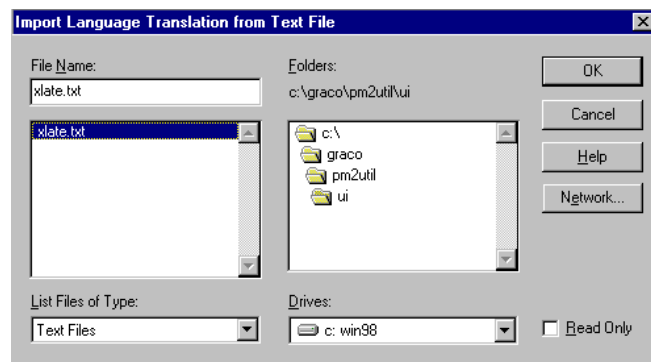 Import Language Translation from Text File
File Name:
xlate.txt
xlate.txt
List Files of Type:
Text Files
Folders:
c:\graco\pm2util\ui
c:\
graco
pm2util
ui
Drives:
c: win98
OK
Cancel
Help
Network...
Read Only